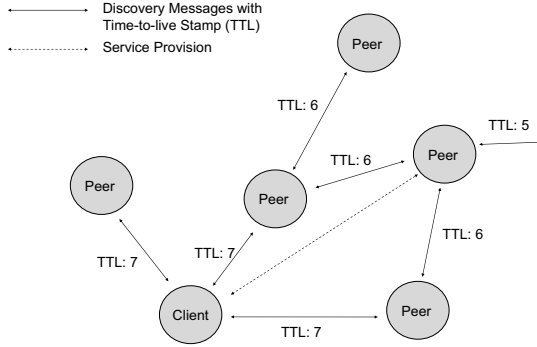 Discovery Messages with
Time-to-live Stamp (TTL)
Service Provision
Peer
TTL: 6
TTL: 5
TTL: 6
Peer
Peer
Peer
TTL: 6
TTL: 7
TTL: 7
Client
Peer
TTL: 7